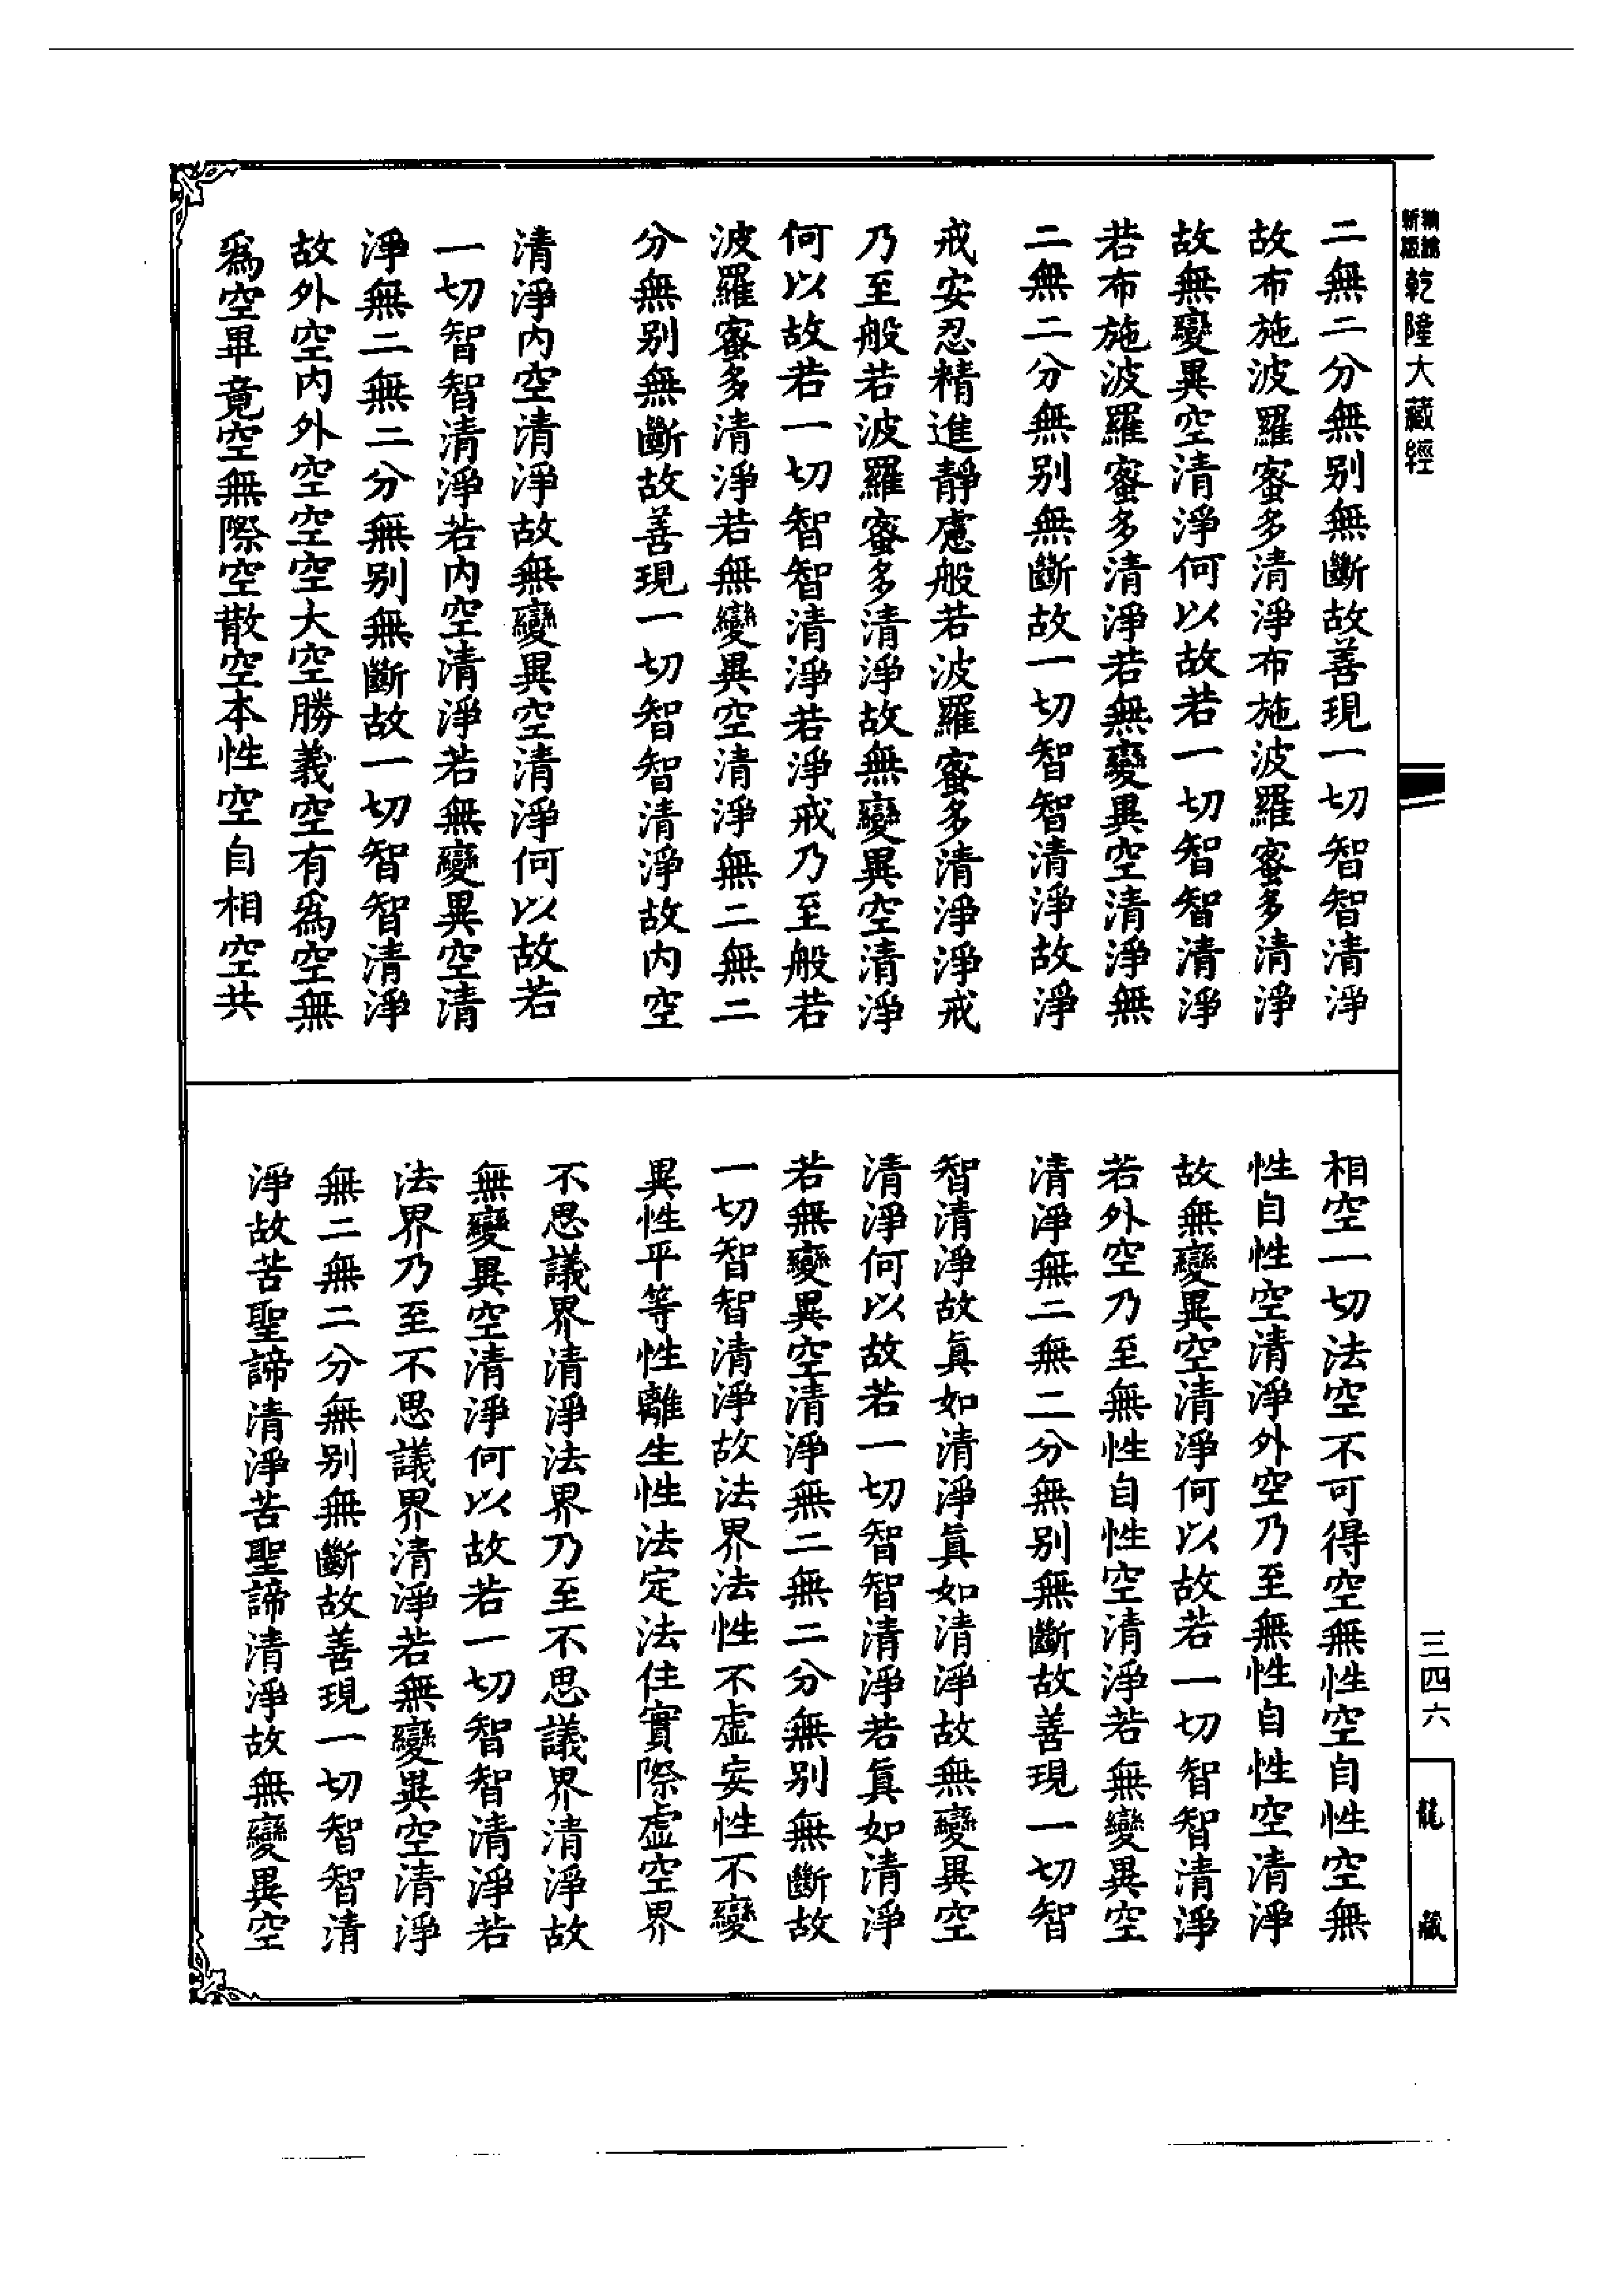 新縮
版編
乾隆大藏經
二無二分無别無斷故善現一切智智清淨
故布施波羅蜜多清淨布施波羅蜜多清淨
故無變異空清淨何以故若一切智智清淨
若布施波羅蜜多清淨若無變異空清淨無
二無二分無别無斷故一切智智清淨故淨
戒安忍精進靜慮般若波羅蜜多清淨淨戒
乃至般若波羅蜜多清淨故無變異空清淨
何以故若一切智智清淨若淨戒乃至般若
波羅蜜多清淨若無變異空清淨無二無二
分無别無斷故善現一切智智清淨故内空
清淨内空清淨故無變異空清淨何以故若
一切智智清淨若内空清淨若無變異空清
淨無二無二分無别無斷故一切智智清淨
故外空内外空空空大空勝義空有爲空無
爲空畢竟空無際空散空本性空自相空共
相空一切法空不可得空無性空自性空無
性自性空清淨外空乃至無性自性空清淨
故無變異空清淨何以故若一切智智清淨
若外空乃至無性自性空清淨若無變異空
清淨無二無二分無别無斷故善現一切智
智清淨故眞如清淨眞如清淨故無變異空
清淨何以故若一切智智清淨若眞如清淨
若無變異空清淨無二無二分無别無斷故
一切智智清淨故法界法性不虛妄性不變
異性平等性離生性法定法住實際虛空界
不思議界清淨法界乃至不思議界清淨故
無變異空清淨何以故若一切智智清淨若
法界乃至不思議界清淨若無變異空清淨
無二無二分無别無斷故善現一切智智清
淨故苦聖諦清淨苦聖諦清淨故無變異空
三四六
龍藏